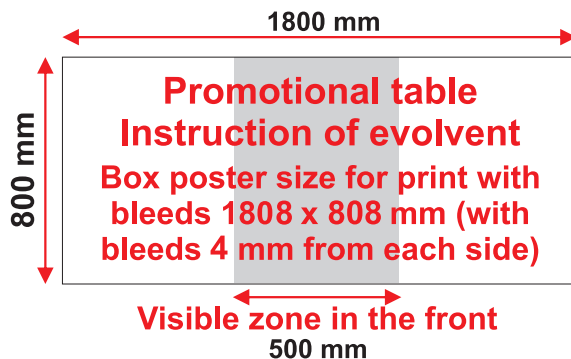 1800 mm
800 mm
Promotional table
Instruction of evolvent
Box poster size for print with
bleeds 1808 x 808 mm (with
bleeds 4 mm from each side)
Visible zone in the front
500 mm